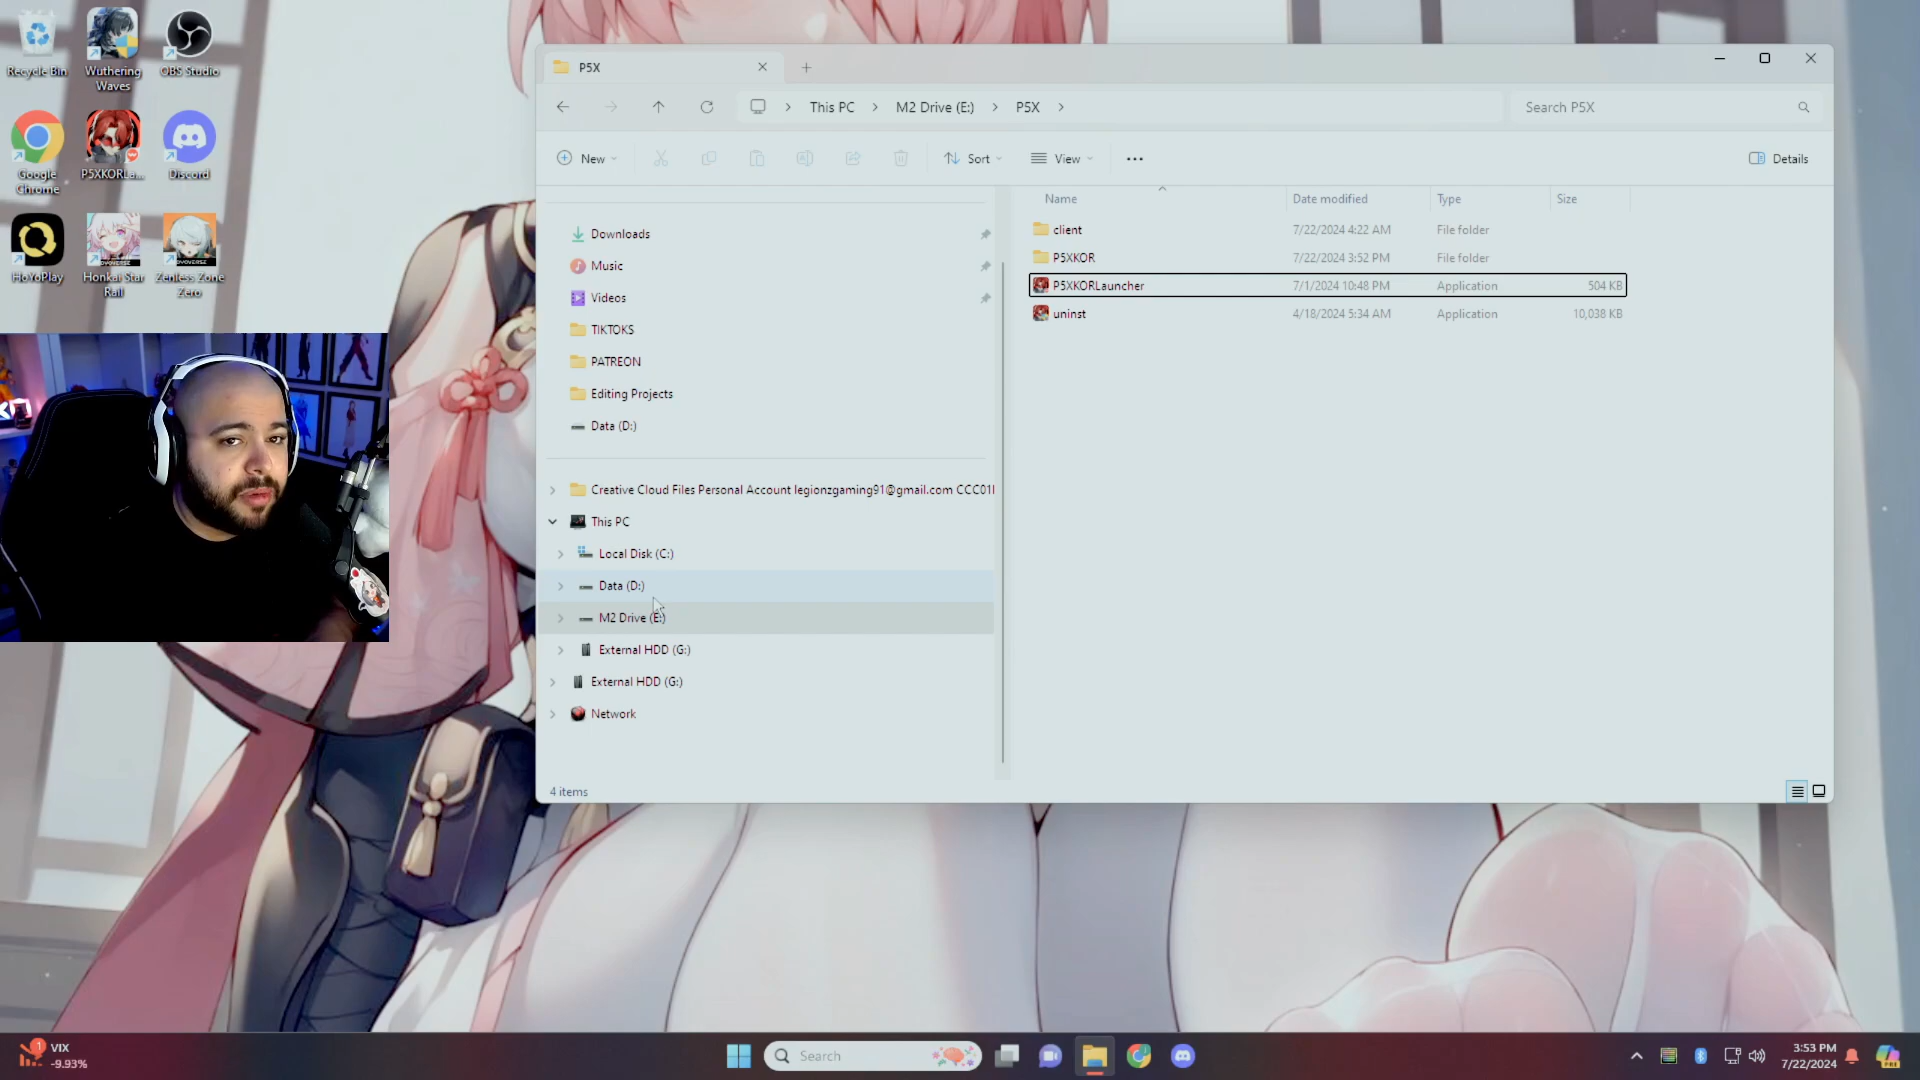 Recycle Bin
Wuthering
Waves
OBS Studio
Google
Chrome
P5XKORLa...
Discord
HoYoPlay
Honkai Star
Rail
Zenless Zone
Zero
P5X
This PC
M2 Drive (E:)
P5X
Search P5X
New
Sort
View
Details
Downloads
Music
Videos
TIKTOKS
PATREON
Editing Projects
Data (D:)
Creative Cloud Files Personal Account legionzgaming91@gmail.com CCC01
This PC
Local Disk (C:)
Data (D:)
M2 Drive (E:)
External HDD (G:)
External HDD (G:)
Network
Name Date modified Type Size
client 7/22/2024 4:22 AM File folder
P5XKOR 7/22/2024 3:52 PM File folder
P5XKORLauncher 7/1/2024 10:48 PM Application 504 KB
uninst 4/18/2024 5:34 AM Application 10,038 KB
4 items
1
VIX
-9.93%
Search
3:53 PM
7/22/2024
PRE